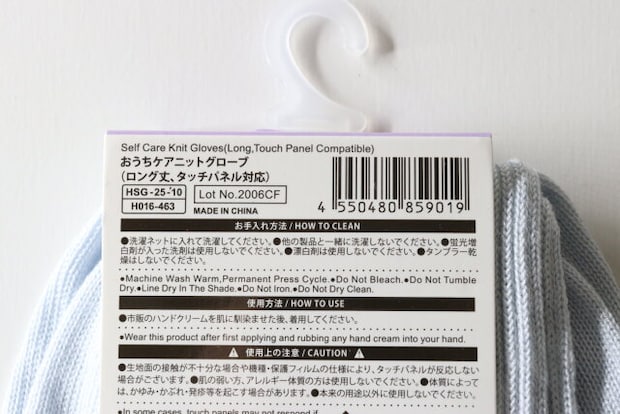 Self Care Knit Gloves(Long,Touch Panel Compatible)
おうちケアニットグローブ
(ロング丈、タッチパネル対応)
HSG-25-'10
H016-463
Lot No.2006CF
MADE IN CHINA
4 550480 859019
お手入れ方法 / HOW TO CLEAN
●洗濯ネットに入れて洗濯してください。●他の製品と一緒に洗濯しないでください。●蛍光増
白剤が入った洗剤は使用しないでください。●漂白剤は使用しないでください。●タンブラー乾
燥はしないでください。
●Machine Wash Warm,Permanent Press Cycle.●Do Not Bleach.●Do Not Tumble
Dry.●Line Dry In The Shade.●Do Not Iron.●Do Not Dry Clean.
使用方法 / HOW TO USE
●市販のハンドクリームを肌に馴染ませた後、着用してください。
●Wear this product after first applying and rubbing any hand cream into your hand.
使用上の注意 / CAUTION
●生地面の接触が不十分な場合や機種・保護フィルムの仕様により、タッチパネルが反応しない
場合がございます。●肌の弱い方、アレルギー体質の方は使用しないでください。●体質によって
は、かゆみ・かぶれ・発疹等を起こす場合があります。●本来の用途以外に使用しないでください。
●In some cases, touch panels may not respond if